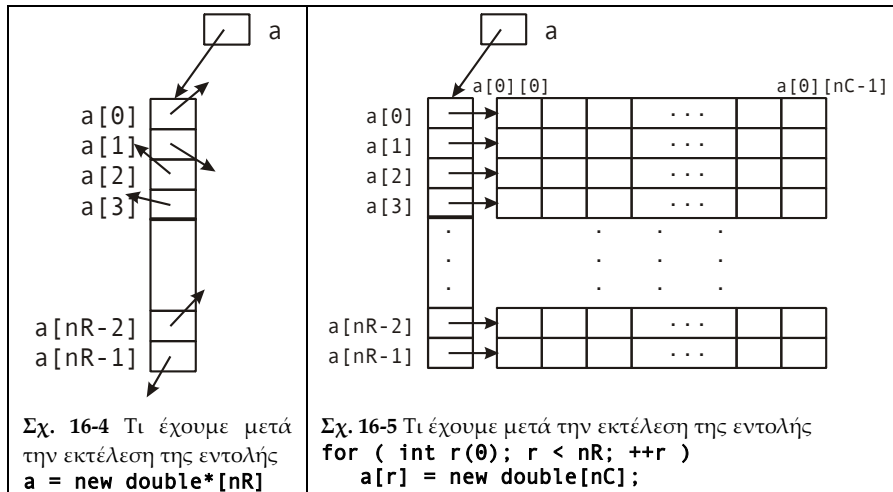 a
a[0]
a[1]
a[2]
a[3]
a[nR-2]
a[nR-1]
Σχ. 16-4 Τι έχουμε μετά
την εκτέλεση της εντολής
a = new double*[nR]
a
a[0][0]
a[0][nC-1]
a[0]
...
a[1]
...
a[2]
...
a[3]
...
a[nR-2]
...
a[nR-1]
...
Σχ. 16-5 Τι έχουμε μετά την εκτέλεση της εντολής
for ( int r(0); r < nR; ++r )
a[r] = new double[nC];